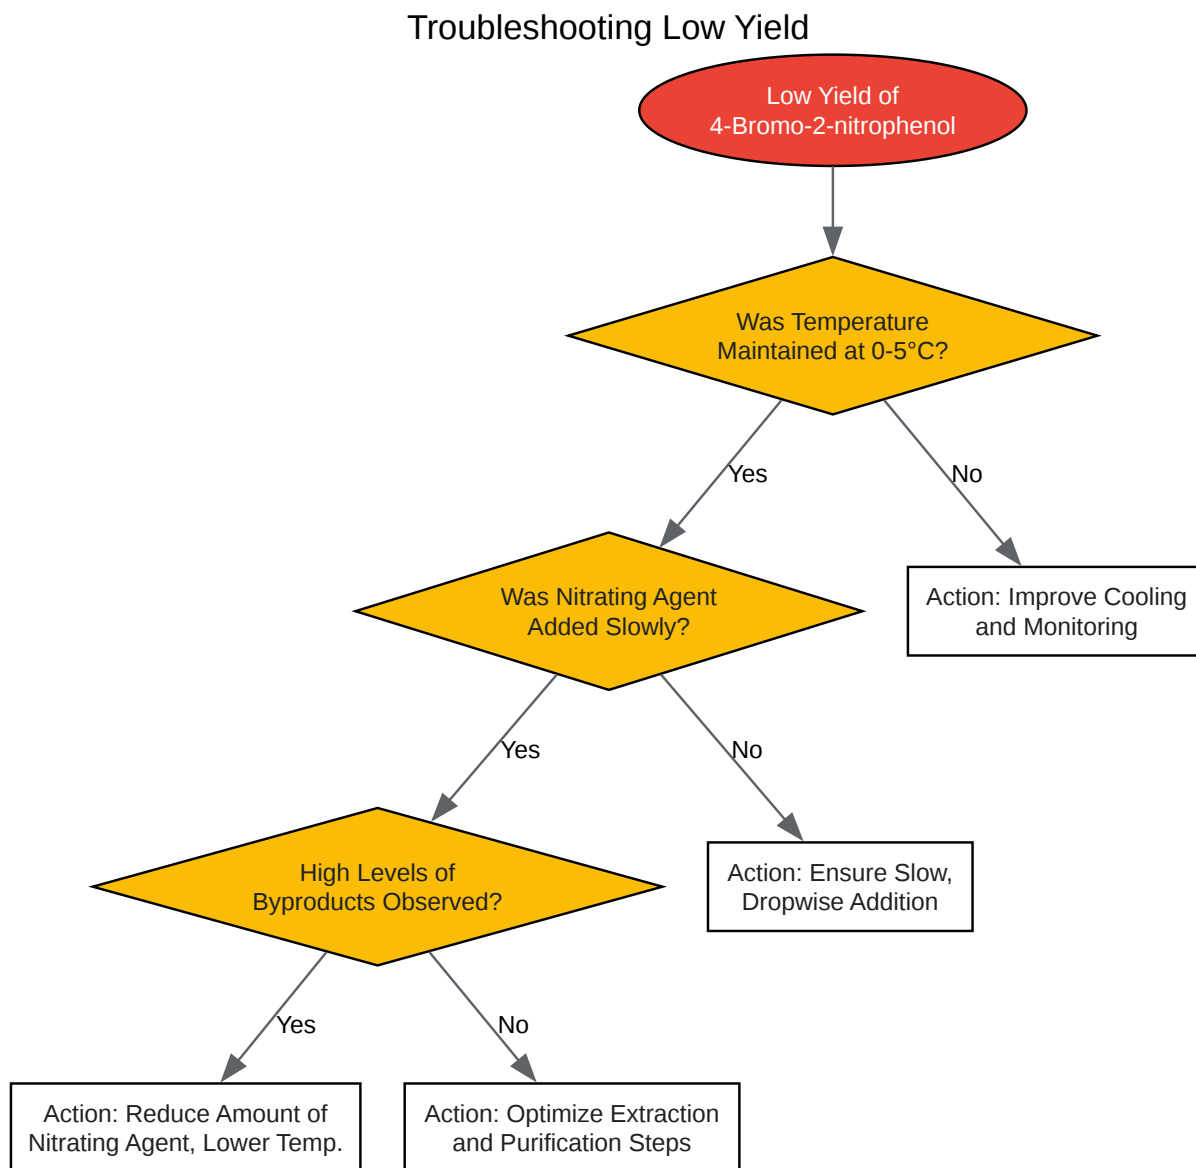 Troubleshooting Low Yield
Low Yield of
4-Bromo-2-nitrophenol
Was Temperature
Maintained at 0-5°C?
Yes
No
Was Nitrating Agent
Added Slowly?
Action: Improve Cooling
and Monitoring
Yes
No
High Levels of
Byproducts Observed?
Action: Ensure Slow,
Dropwise Addition
Yes
No
Action: Reduce Amount of
Nitrating Agent, Lower Temp.
Action: Optimize Extraction
and Purification Steps